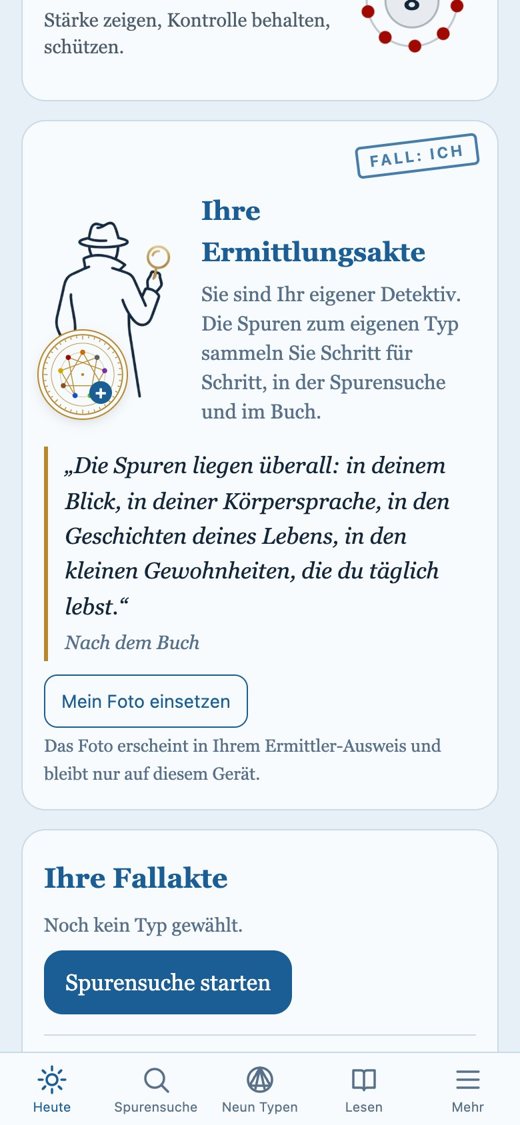 Stärke zeigen, Kontrolle behalten,
schützen.
8
FALL: ICH
Ihre
Ermittlungsakte
Sie sind Ihr eigener Detektiv.
Die Spuren zum eigenen Typ
sammeln Sie Schritt für
Schritt, in der Spurensuche
und im Buch.
„Die Spuren liegen überall: in deinem
Blick, in deiner Körpersprache, in den
Geschichten deines Lebens, in den
kleinen Gewohnheiten, die du täglich
lebst.“
Nach dem Buch
Mein Foto einsetzen
Das Foto erscheint in Ihrem Ermittler-Ausweis und
bleibt nur auf diesem Gerät.
Ihre Fallakte
Noch kein Typ gewählt.
Spurensuche starten
Heute
Spurensuche
Neun Typen
Lesen
Mehr